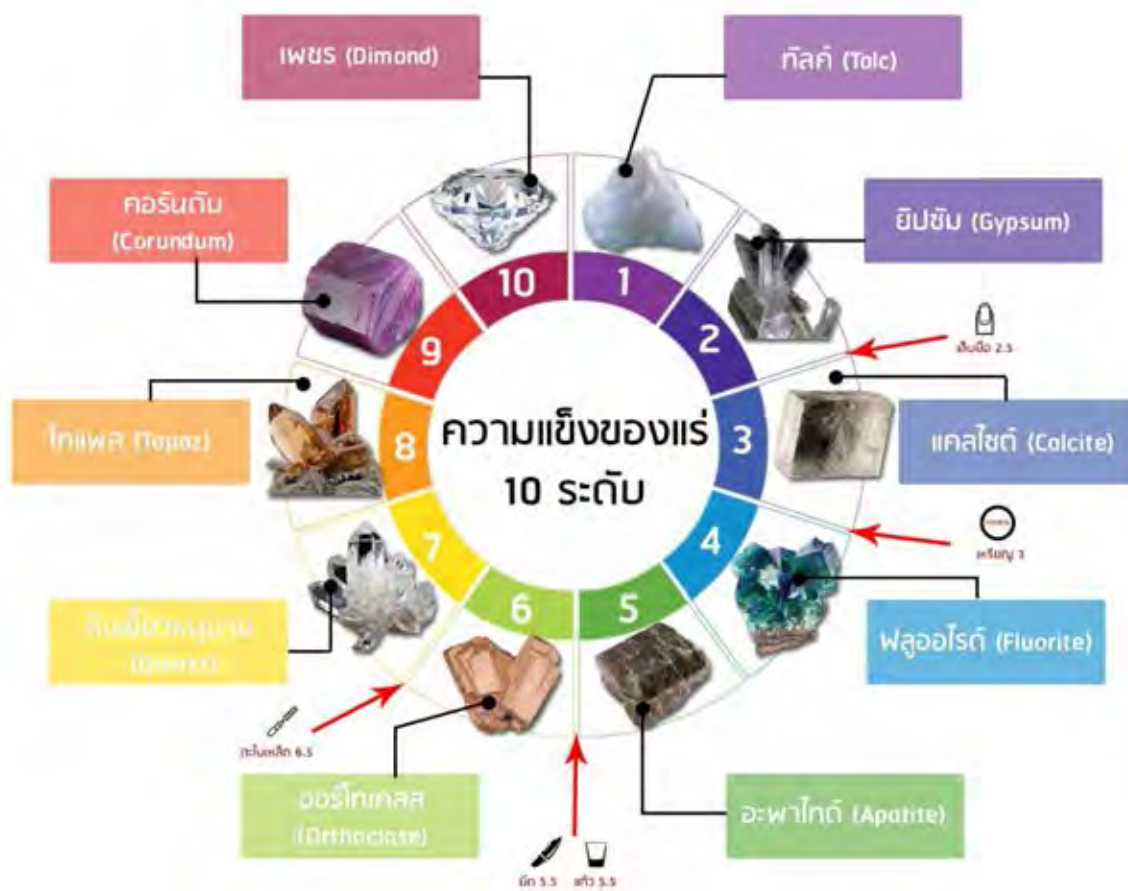 เพชร (Dimond)
ทัลค์ (Talc)
คอรันดัม
(Corundum)
ยิปซัม (Gypsum)
10
1
9
2
เล็บมือ 2.5
โทแพส (Topaz)
8
ความแข็งของแร่
10 ระดับ
3
แคลไซต์ (Calcite)
7
4
เหรียญ 3
6
5
(Quartz)
ฟลูออไรต์ (Fluorite)
ตะไบเหล็ก 6.5
ออร์โทเคลส
(Orthoclase)
อะพาไทต์ (Apatite)
มีด 5.5
แก้ว 5.5